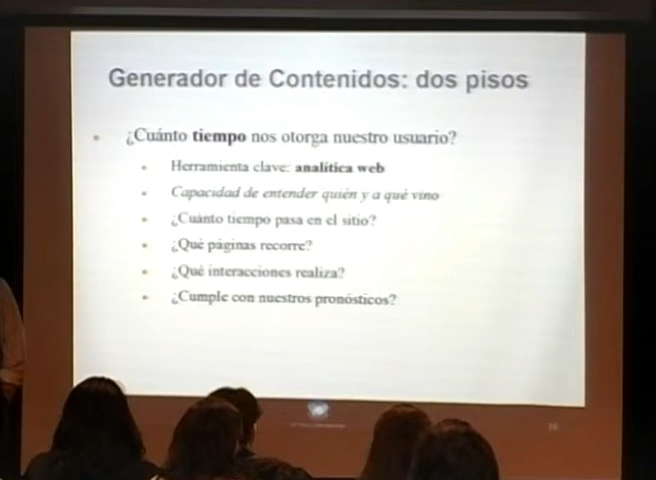 Generador de Contenidos: dos pisos
¿Cuánto tiempo nos otorga nuestro usuario?
Herramienta clave: analítica web
Capacidad de entender quién y a qué vino
¿Cuánto tiempo pasa en el sitio?
¿Qué páginas recorre?
¿Qué interacciones realiza?
¿Cumple con nuestros pronósticos?